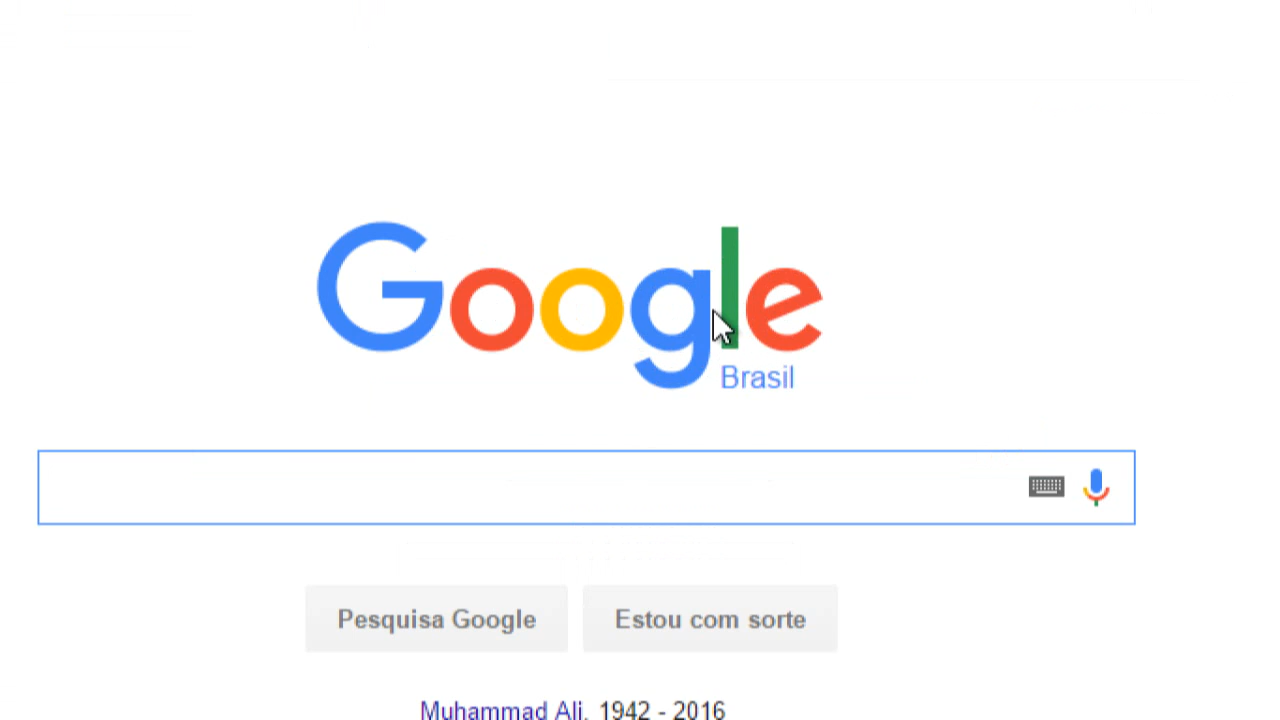 Google
Brasil
Pesquisa Google
Estou com sorte
Muhammad Ali, 1942 - 2016